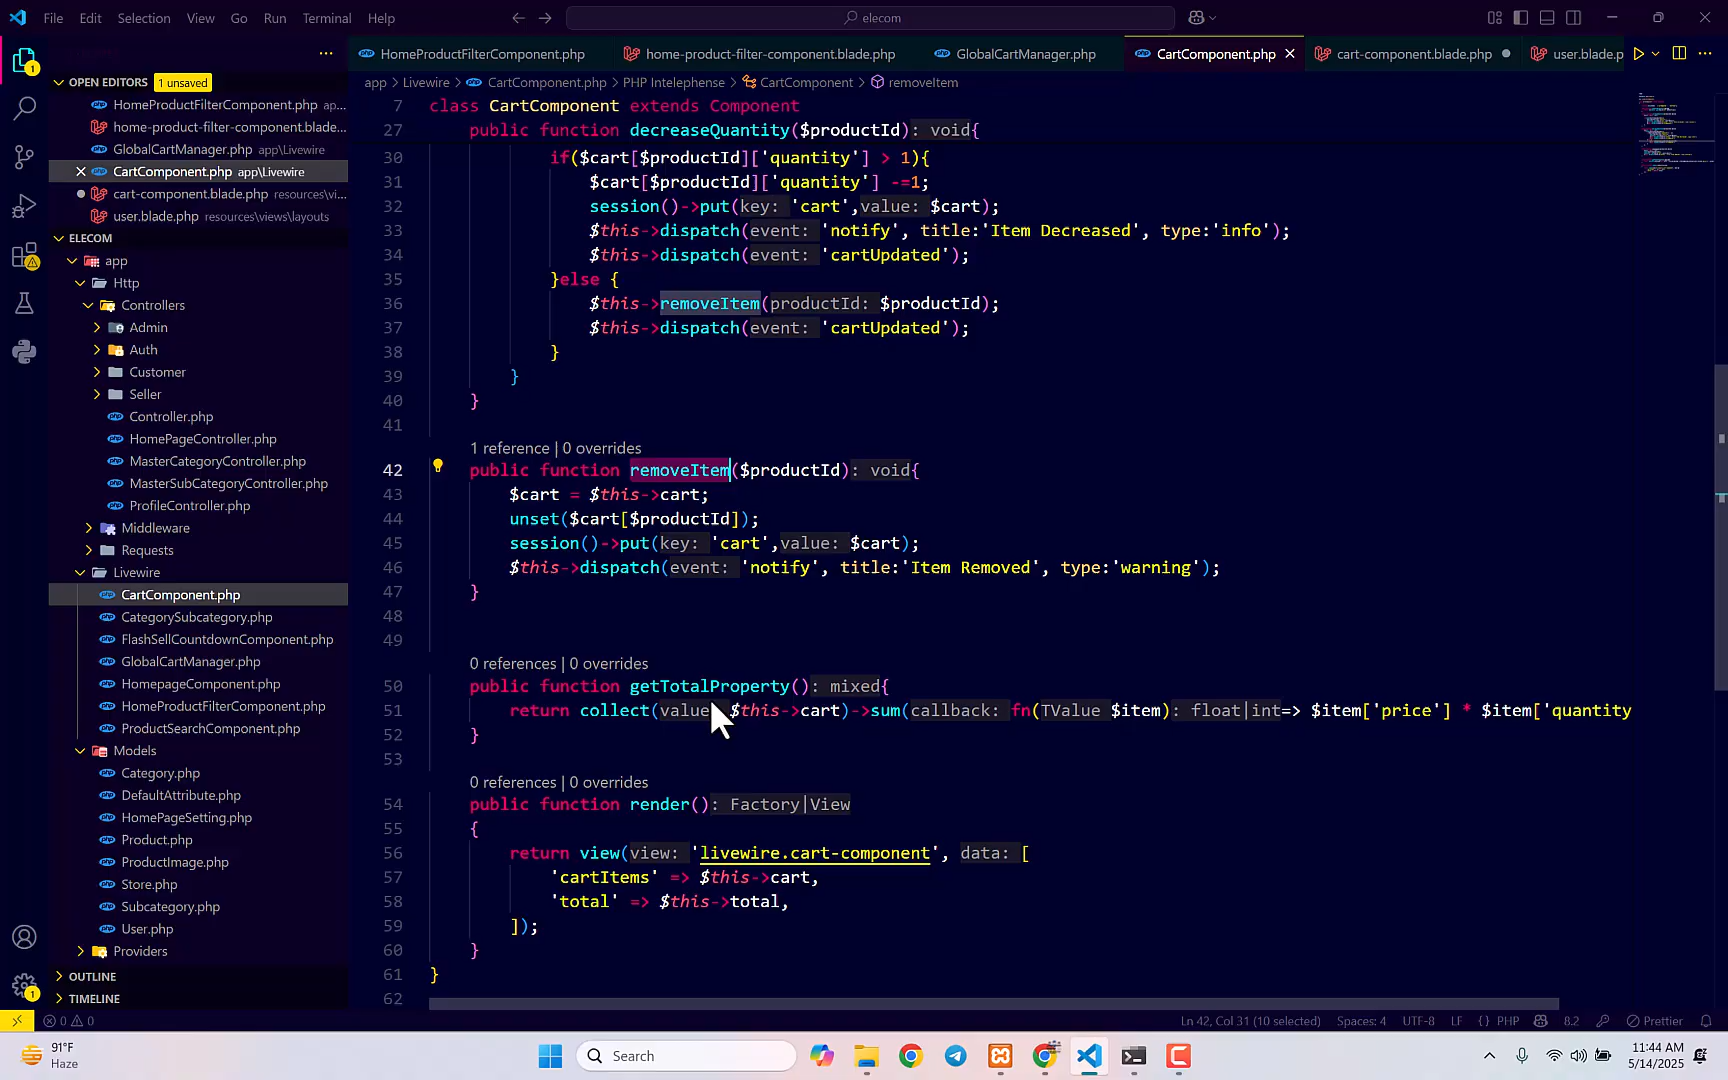 File Edit Selection View Go Run Terminal Help
elecom
HomeProductFilterComponent.php
home-product-filter-component.blade.php
GlobalCartManager.php
CartComponent.php
cart-component.blade.php
user.blade.p
OPEN EDITORS 1 unsaved
HomeProductFilterComponent.php ap...
home-product-filter-component.blade...
GlobalCartManager.php app\Livewire
CartComponent.php app\Livewire
cart-component.blade.php resources\vi...
user.blade.php resources\views\layouts
ELECOM
app
Http
Controllers
Admin
Auth
Customer
Seller
Controller.php
HomePageController.php
MasterCategoryController.php
MasterSubCategoryController.php
ProfileController.php
Middleware
Requests
Livewire
CartComponent.php
CategorySubcategory.php
FlashSellCountdownComponent.php
GlobalCartManager.php
HomepageComponent.php
HomeProductFilterComponent.php
ProductSearchComponent.php
Models
Category.php
DefaultAttribute.php
HomePageSetting.php
Product.php
ProductImage.php
Store.php
Subcategory.php
User.php
Providers
OUTLINE
TIMELINE
app > Livewire > CartComponent.php > PHP Intelephense > CartComponent > removeItem
7 class CartComponent extends Component
27 public function decreaseQuantity($productId): void{
30 if($cart[$productId]['quantity'] > 1){
31 $cart[$productId]['quantity'] -=1;
32 session()->put(key: 'cart',value: $cart);
33 $this->dispatch(event: 'notify', title:'Item Decreased', type:'info');
34 $this->dispatch(event: 'cartUpdated');
35 }else {
36 $this->removeItem(productId: $productId);
37 $this->dispatch(event: 'cartUpdated');
38 }
39 }
40 }
41
1 reference | 0 overrides
42 public function removeItem($productId): void{
43 $cart = $this->cart;
44 unset($cart[$productId]);
45 session()->put(key: 'cart',value: $cart);
46 $this->dispatch(event: 'notify', title:'Item Removed', type:'warning');
47 }
48
49
0 references | 0 overrides
50 public function getTotalProperty(): mixed{
51 return collect(value: $this->cart)->sum(callback: fn(TValue $item): float|int=> $item['price'] * $item['quantity
52 }
53
0 references | 0 overrides
54 public function render(): Factory|View
55 {
56 return view(view: 'livewire.cart-component', data: [
57 'cartItems' => $this->cart,
58 'total' => $this->total,
59 ]);
60 }
61 }
62
0 0
Ln 42, Col 31 (10 selected) Spaces: 4 UTF-8 LF { } PHP 8.2 Prettier
91°F
Haze
Search
11:44 AM
5/14/2025